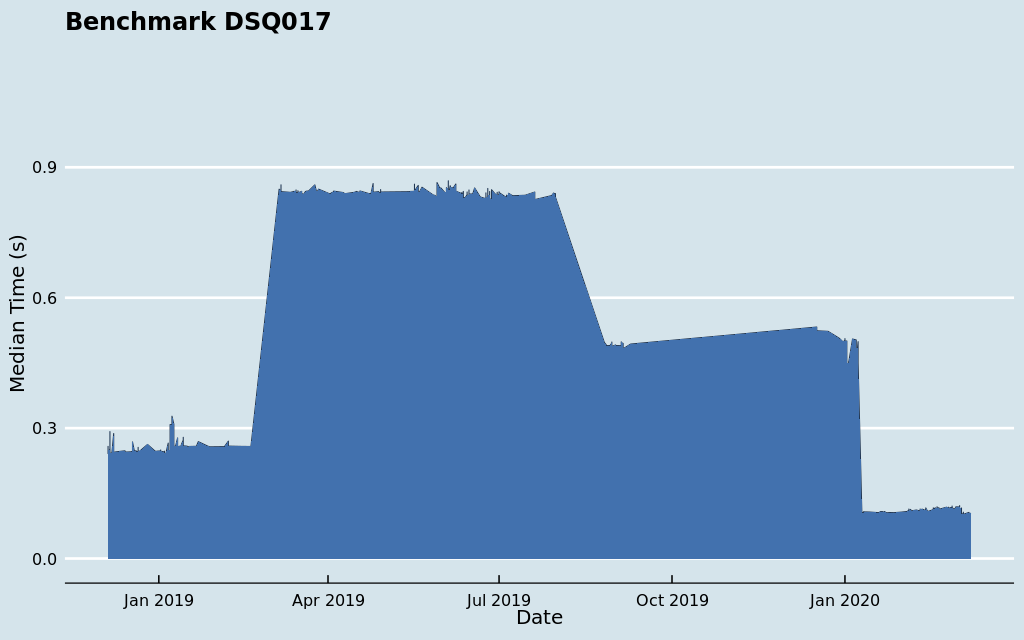 Benchmark DSQ017
Median Time (s)
0.9
0.6
0.3
0.0
Jan 2019 Apr 2019 Jul 2019 Oct 2019 Jan 2020
Date